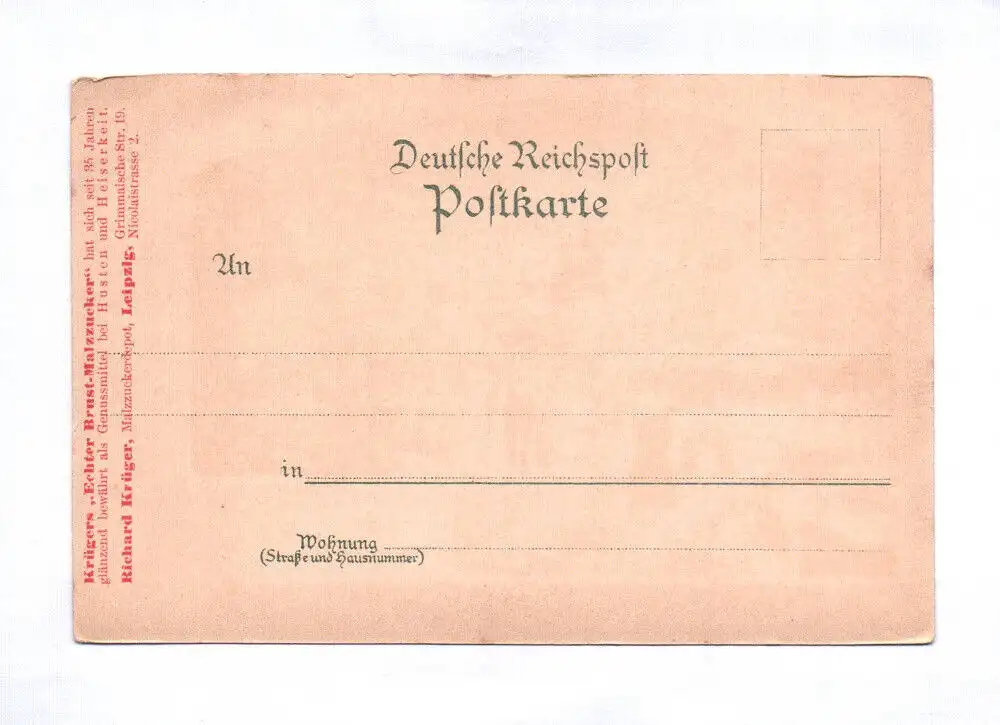 Deutsche Reichspost
Postkarte
An
in
Wohnung
(Straße und Hausnummer)
Krügers „Echter Brust-Malzzucker“ hat sich seit 35 Jahren
glänzend bewährt als Genussmittel bei Husten und Heiserkeit.
Richard Krüger, Malzzuckerdepot, Leipzig, Grimmaische Str. 19.
Nicolaistrasse 2.